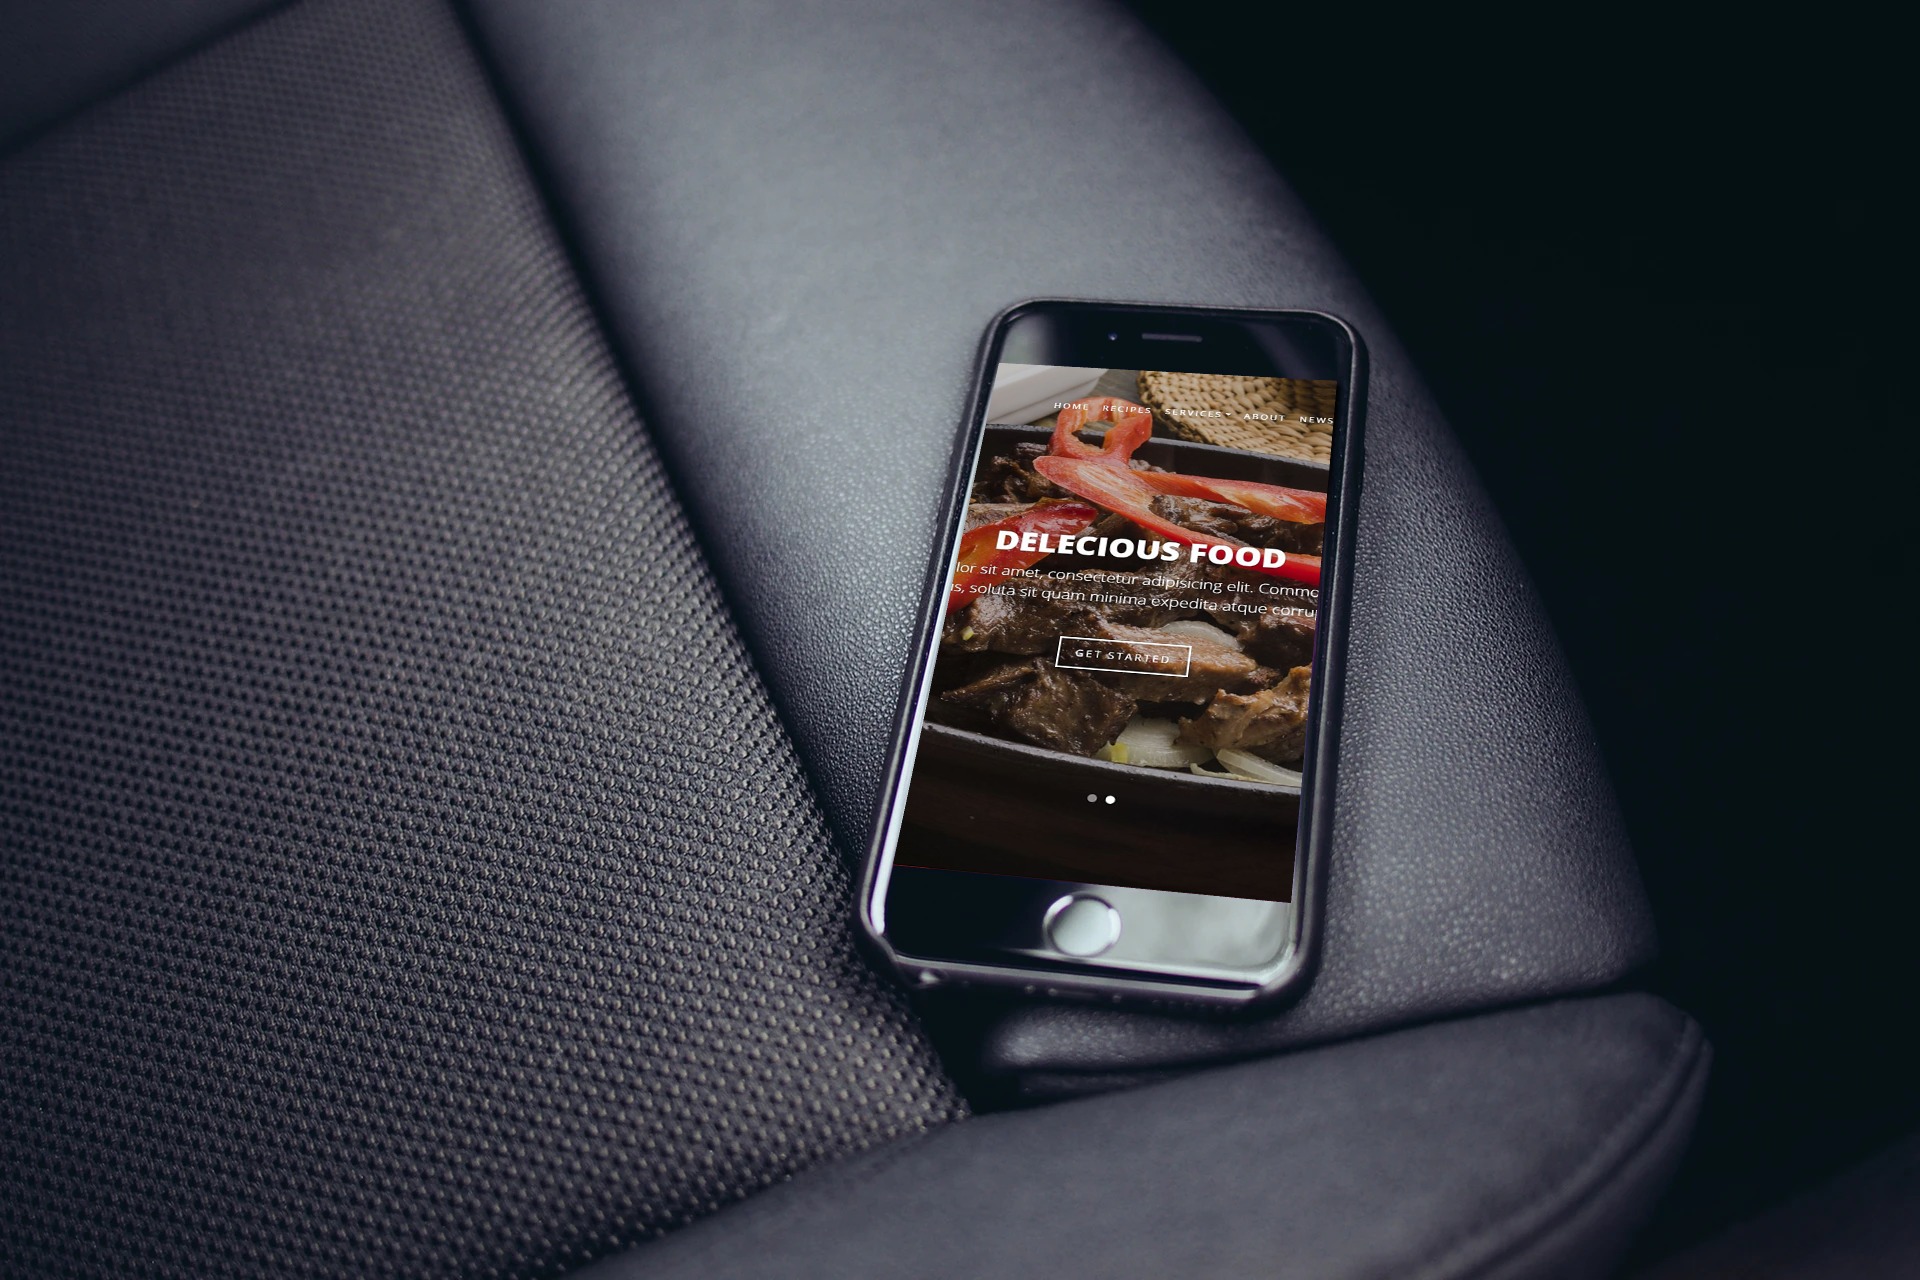 HOME RECIPES SERVICES ABOUT NEWS
DELECIOUS FOOD
lor sit amet, consectetur adipisicing elit. Commo
s, soluta sit quam minima expedita atque corru
GET STARTED